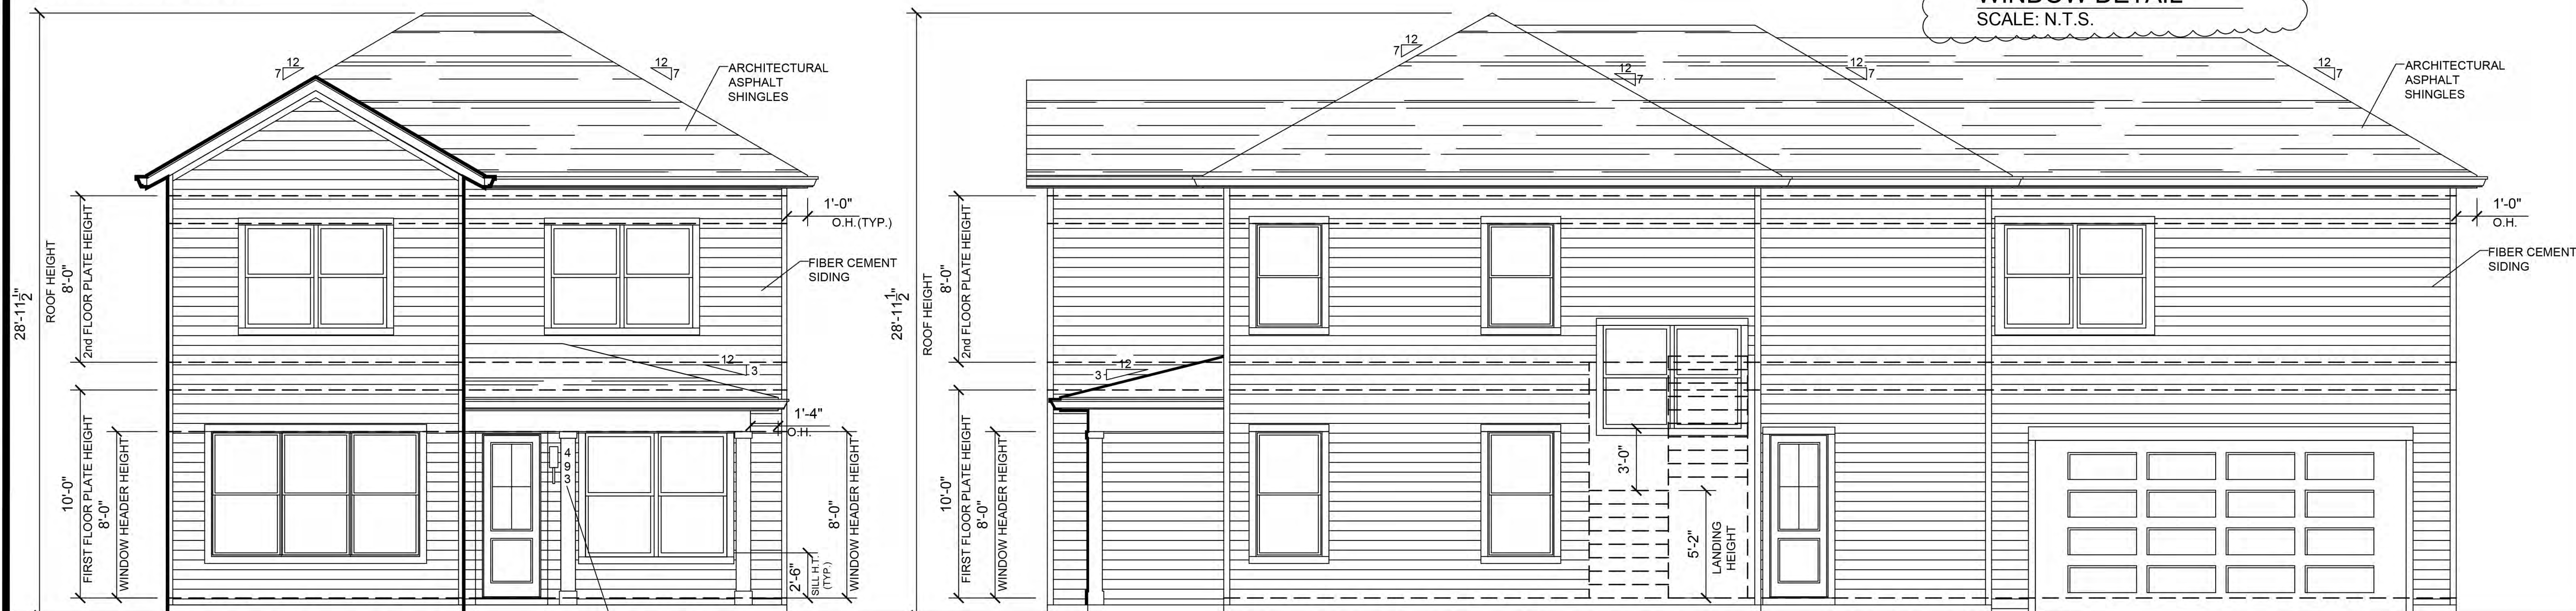 WINDOW DETAIL
SCALE: N.T.S.
12
7
12
7
ARCHITECTURAL
ASPHALT
SHINGLES
1'-0"
O.H.(TYP.)
FIBER CEMENT
SIDING
28'-11 1/2"
ROOF HEIGHT
8'-0"
2nd FLOOR PLATE HEIGHT
12
3
1'-4"
O.H.
10'-0"
FIRST FLOOR PLATE HEIGHT
8'-0"
WINDOW HEADER HEIGHT
4
9
3
2'-6"
SILL HT.
(TYP.)
8'-0"
WINDOW HEADER HEIGHT
12
7
12
7
12
7
12
7
ARCHITECTURAL
ASPHALT
SHINGLES
1'-0"
O.H.
FIBER CEMENT
SIDING
28'-11 1/2"
ROOF HEIGHT
8'-0"
2nd FLOOR PLATE HEIGHT
12
3
10'-0"
FIRST FLOOR PLATE HEIGHT
8'-0"
WINDOW HEADER HEIGHT
3'-0"
5'-2"
LANDING
HEIGHT